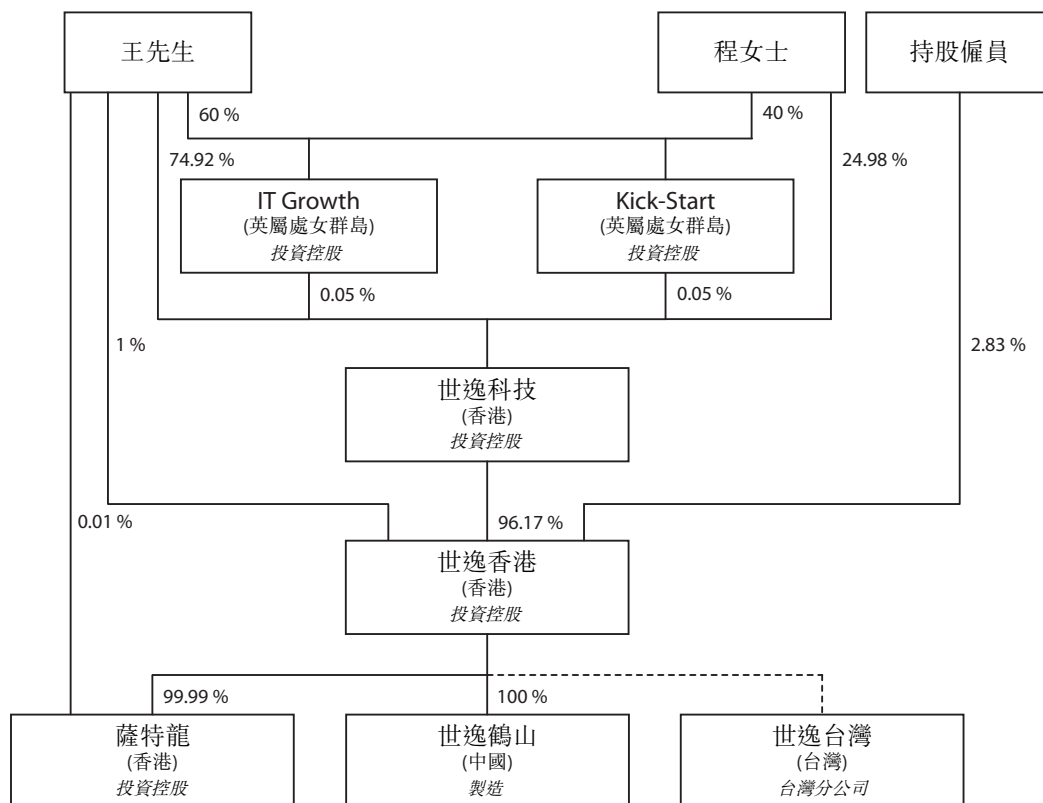 王先生
程女士
持股僱員
60 %
40 %
74.92 %
24.98 %
IT Growth
(英屬處女群島)
投資控股
Kick-Start
(英屬處女群島)
投資控股
0.05 %
0.05 %
1 %
2.83 %
世逸科技
(香港)
投資控股
0.01 %
96.17 %
世逸香港
(香港)
投資控股
99.99 %
100 %
薩特龍
(香港)
投資控股
世逸鶴山
(中國)
製造
世逸台灣
(台灣)
台灣分公司